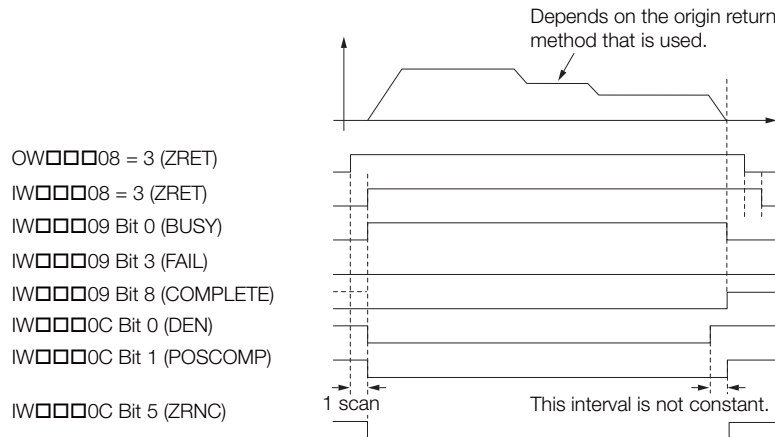 Depends on the origin return
method that is used.
OW□□□08 = 3 (ZRET)
IW□□□08 = 3 (ZRET)
IW□□□09 Bit 0 (BUSY)
IW□□□09 Bit 3 (FAIL)
IW□□□09 Bit 8 (COMPLETE)
IW□□□0C Bit 0 (DEN)
IW□□□0C Bit 1 (POSCOMP)
1 scan
This interval is not constant.
IW□□□0C Bit 5 (ZRNC)